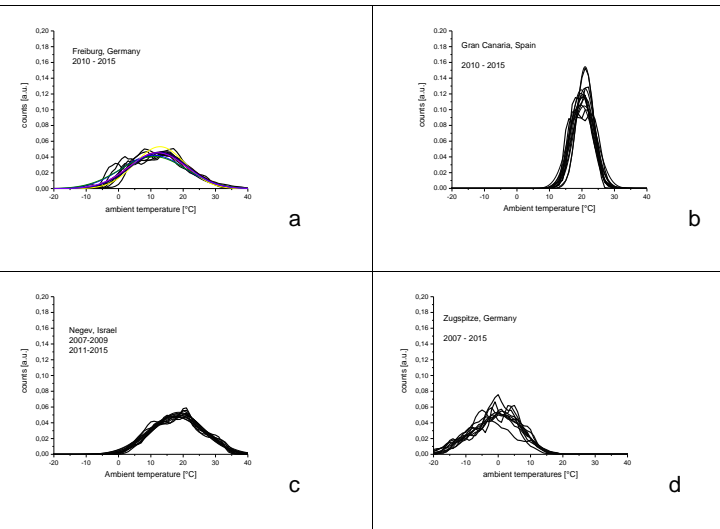 0,20
0,18
0,16
0,14
0,12
0,10
0,08
0,06
0,04
0,02
0,00
counts [a.u.]
Freiburg, Germany
2010 - 2015
-20 -10 0 10 20 30 40
ambient temperature [°C]
a
0.20
0.18
0.16
0.14
0.12
0.10
0.08
0.06
0.04
0.02
0.00
counts [a.u.]
Gran Canaria, Spain
2010 - 2015
-20 -10 0 10 20 30 40
Ambient temperature [°C]
b
0,20
0,18
0,16
0,14
0,12
0,10
0,08
0,06
0,04
0,02
0,00
counts [a.u.]
Negev, Israel
2007-2009
2011-2015
-20 -10 0 10 20 30 40
Ambient temperature [°C]
c
0,20
0,18
0,16
0,14
0,12
0,10
0,08
0,06
0,04
0,02
0,00
counts [a.u.]
Zugspitze, Germany
2007 - 2015
-20 -10 0 10 20 30 40
ambient temperatures [°C]
d